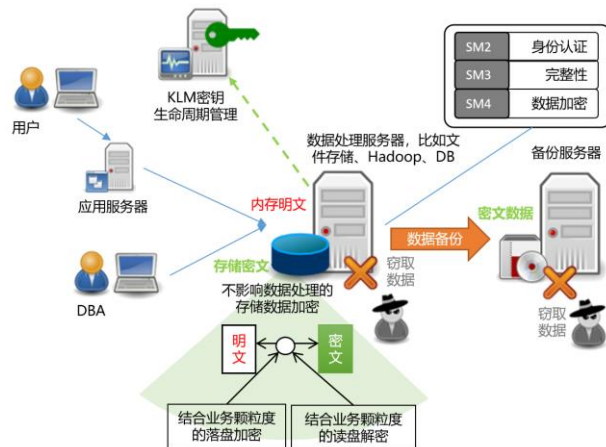 SM2 身份认证
SM3 完整性
SM4 数据加密
KLM密钥
生命周期管理
用户
数据处理服务器，比如文
件存储、Hadoop、DB
备份服务器
应用服务器
内存明文
密文数据
数据备份
存储密文
窃取
数据
DBA
不影响数据处理的
存储数据加密
窃取
数据
明
文
密
文
结合业务颗粒度
的落盘加密
结合业务颗粒度
的读盘解密